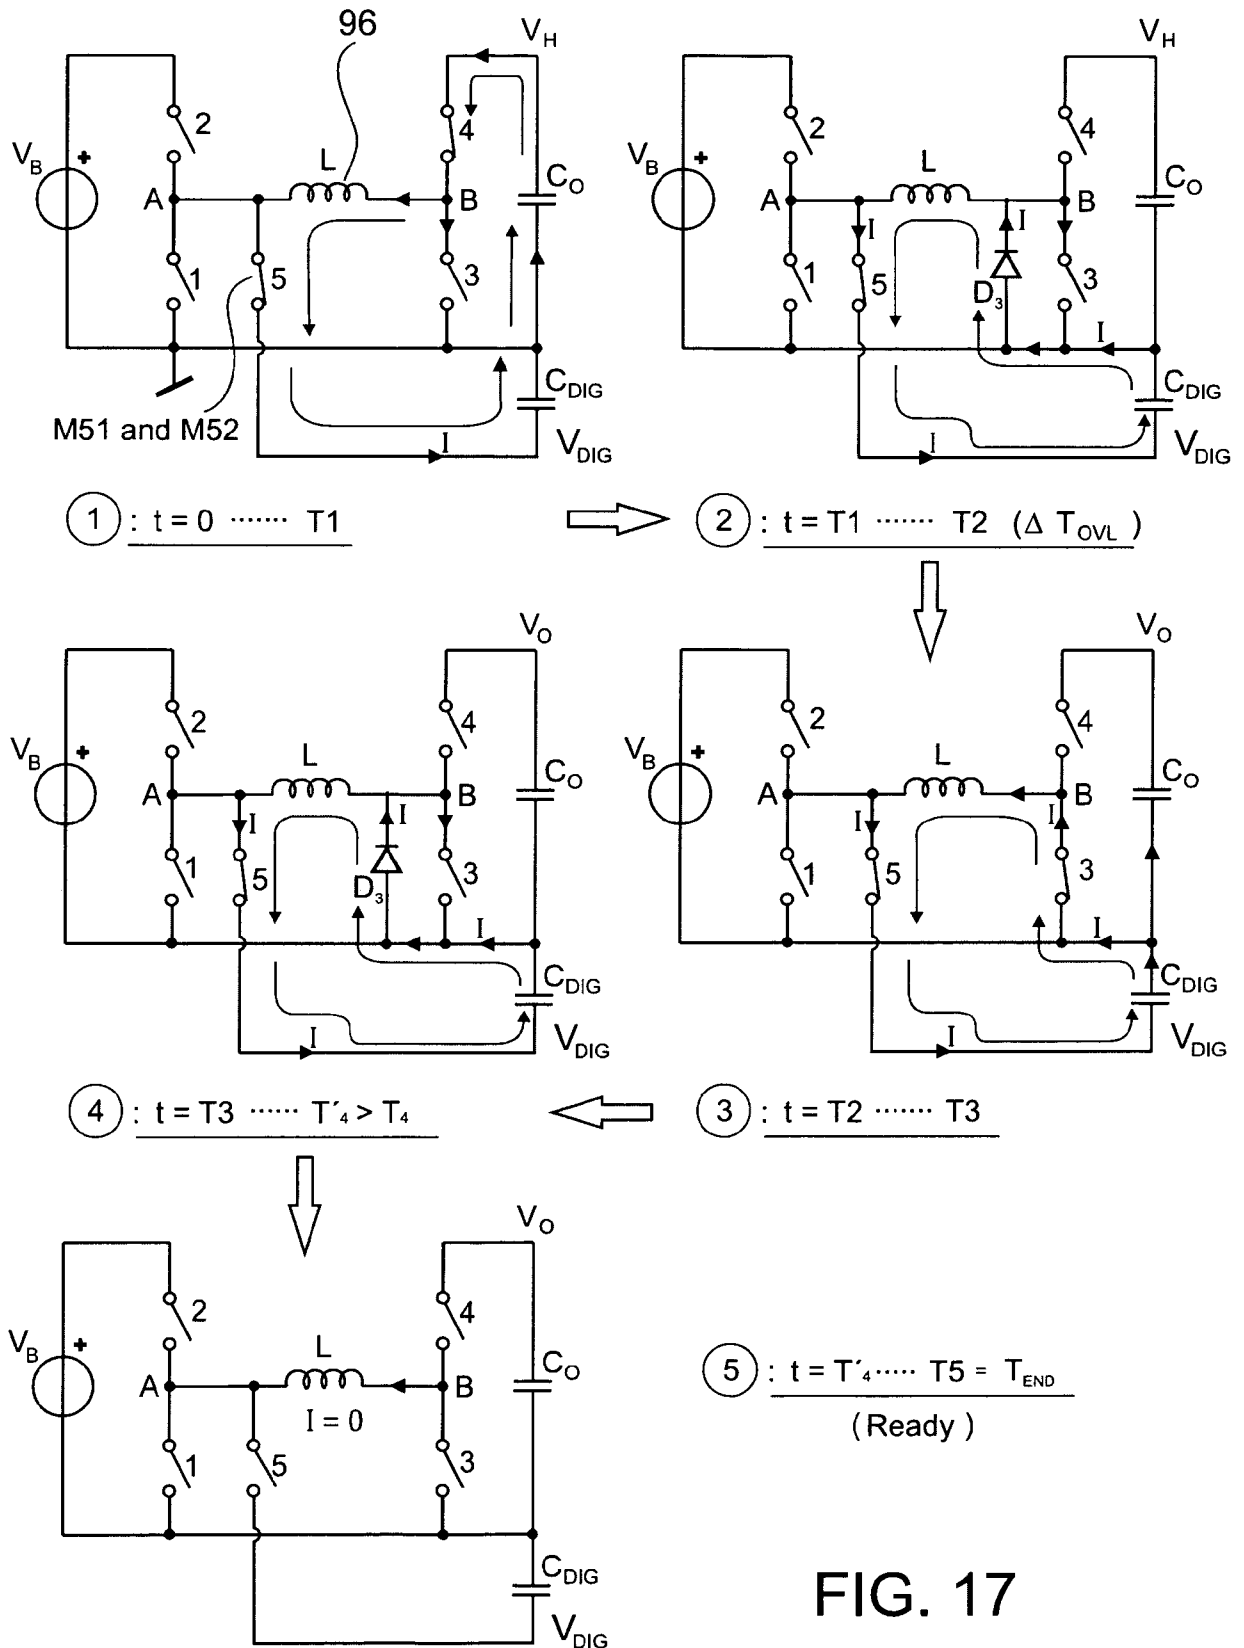 96
V_H
2
4
V_B +
L
C_O
A
B
1
5
3
M51 and M52
C_DIG
I
V_DIG
1 : t = 0 ······· T1
V_H
2
4
V_B +
L
C_O
A
B
I
I
1
5
D_3
3
I
C_DIG
I
V_DIG
2 : t = T1 ······· T2 (Δ T_OVL )
V_O
2
4
V_B +
L
C_O
A
B
I
I
1
5
D_3
3
I
C_DIG
I
V_DIG
4 : t = T3 ······ T´_4 > T_4
V_O
2
4
V_B +
L
C_O
A
B
I
I
1
5
3
I
C_DIG
I
V_DIG
3 : t = T2 ······· T3
V_O
2
4
V_B +
L
C_O
A
B
I = 0
1
5
3
C_DIG
V_DIG
5 : t = T´_4 ····· T5 = T_END
( Ready )
FIG. 17